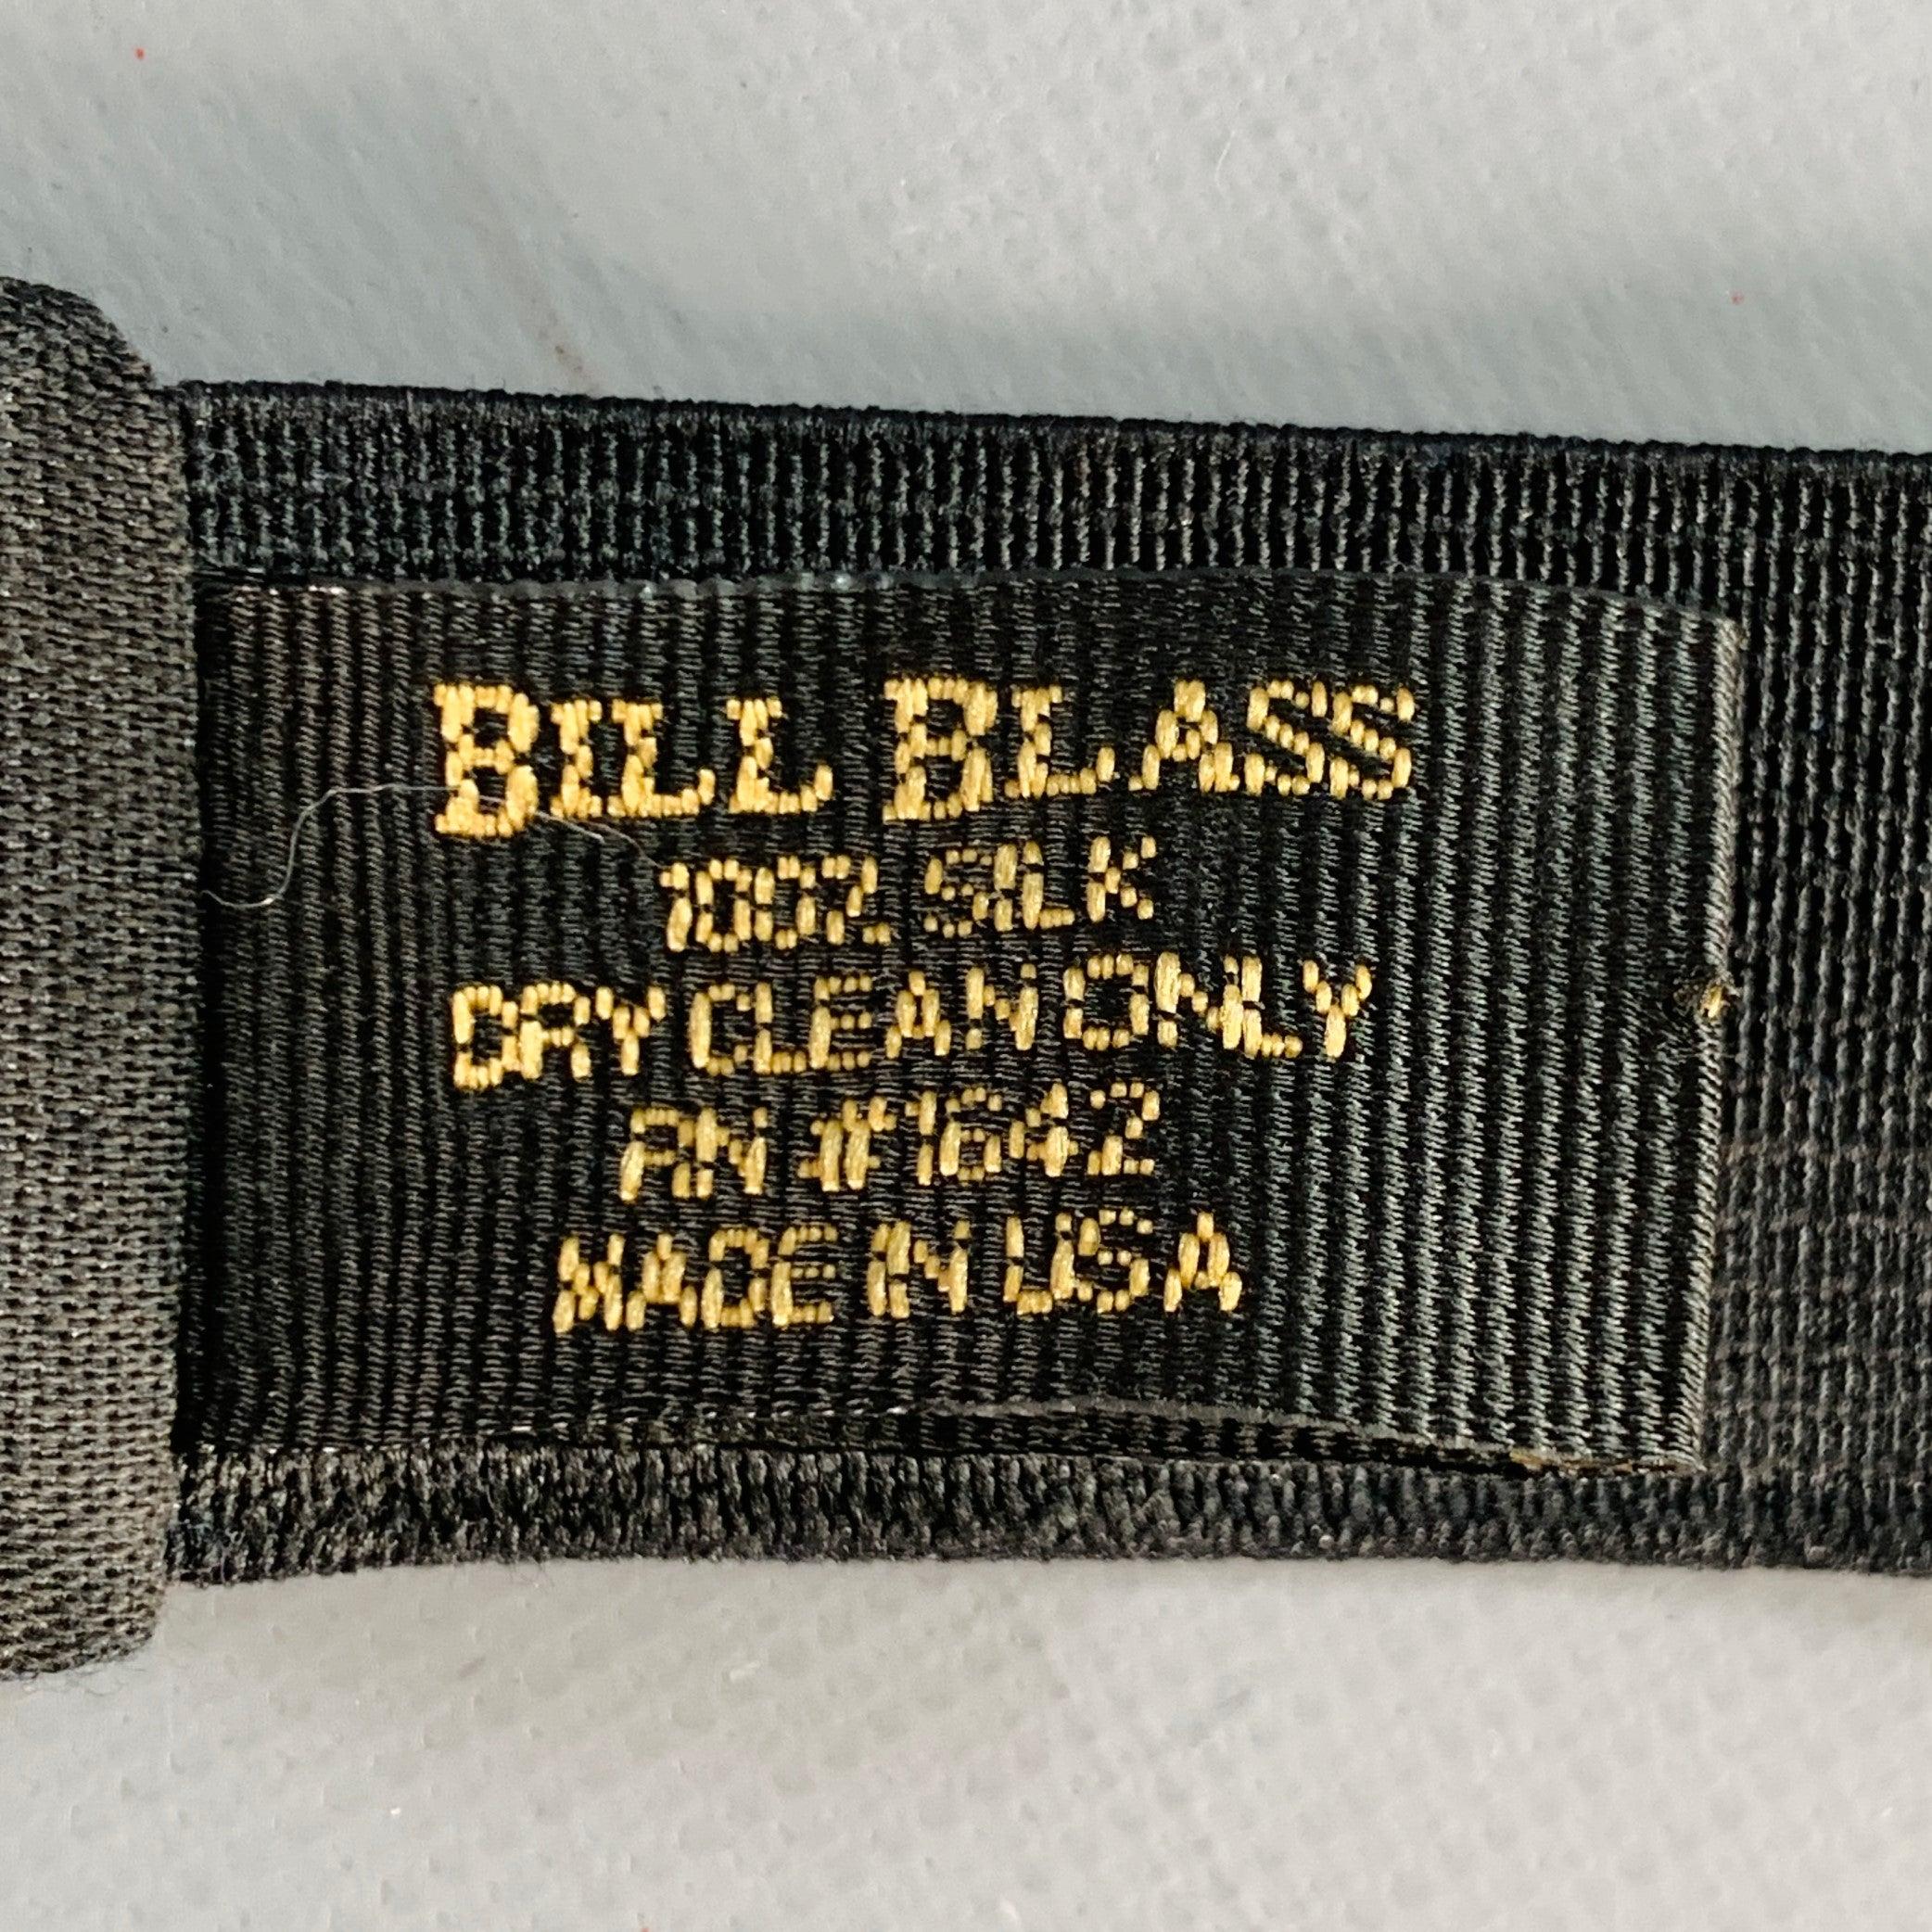 BILL BLASS
100% SILK
DRY CLEAN ONLY
RN #1642
MADE IN USA